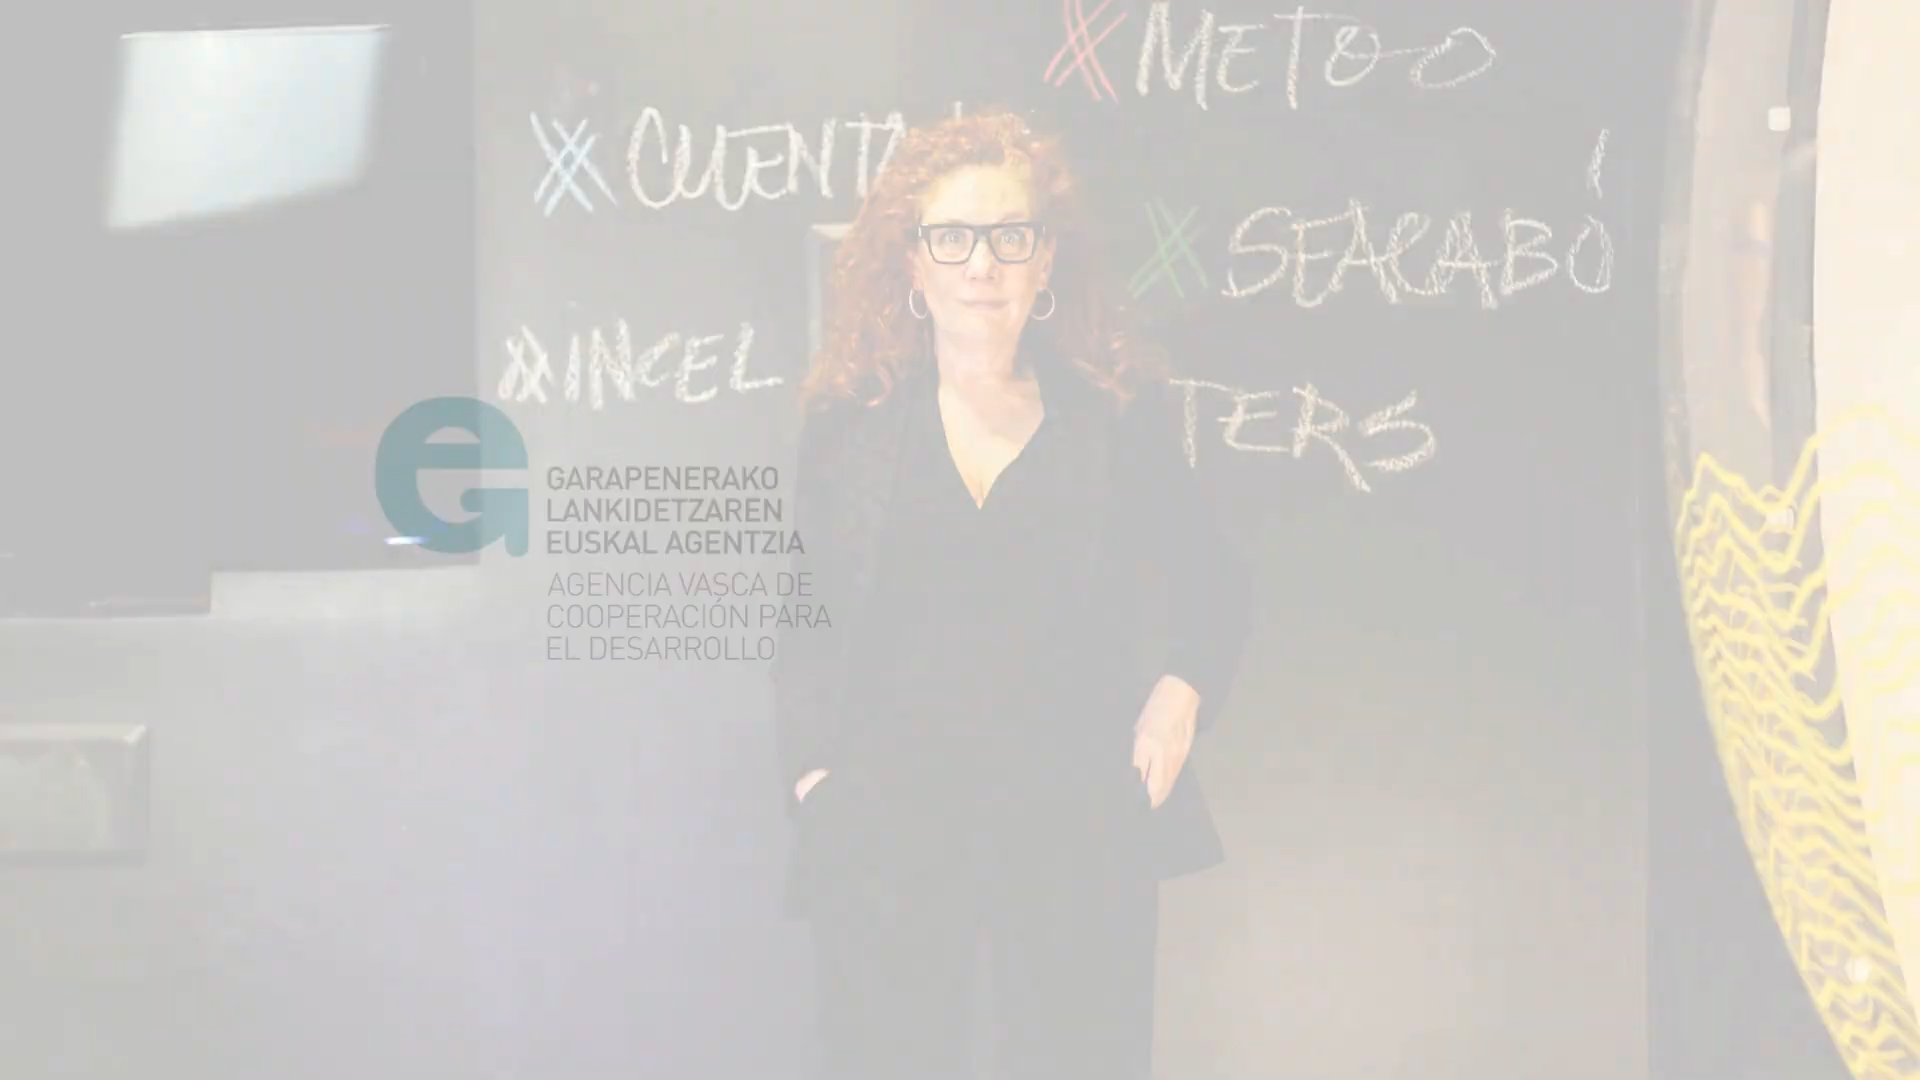 #METOO
#CUENTA
#SEACABÓ
#INCEL
TERS
GARAPENERAKO
LANKIDETZAREN
EUSKAL AGENTZIA
AGENCIA VASCA DE
COOPERACIÓN PARA
EL DESARROLLO